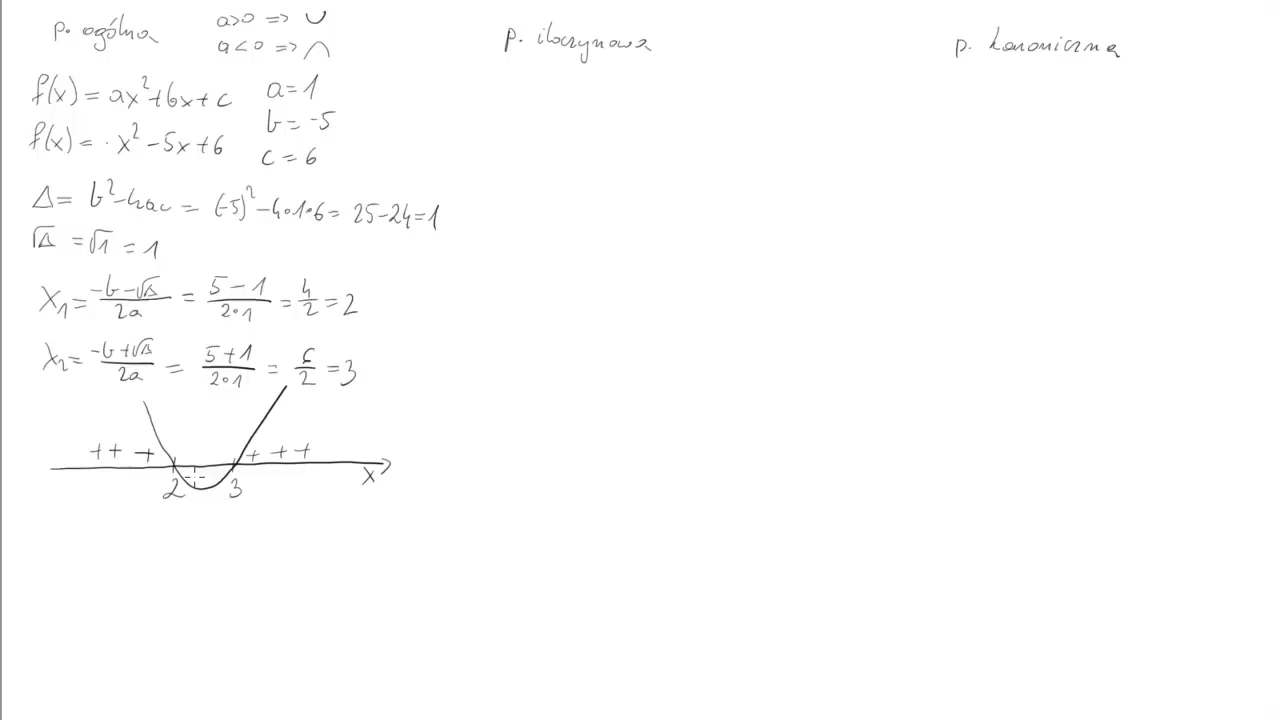 p. ogólna
a>0 => ∪
a<0 => ∩
f(x) = ax²+bx+c
a=1
f(x) = x²-5x+6
b=-5
c=6
Δ= b²-4ac = (-5)²-4•1•6= 25-24=1
√Δ =√1 = 1
x₁= (-b-√Δ)/2a = (5-1)/(2•1) = 4/2 = 2
x₂= (-b+√Δ)/2a = (5+1)/(2•1) = 6/2 = 3
+ + + + + +
2 3 x
p. iloczynowa
p. kanoniczna